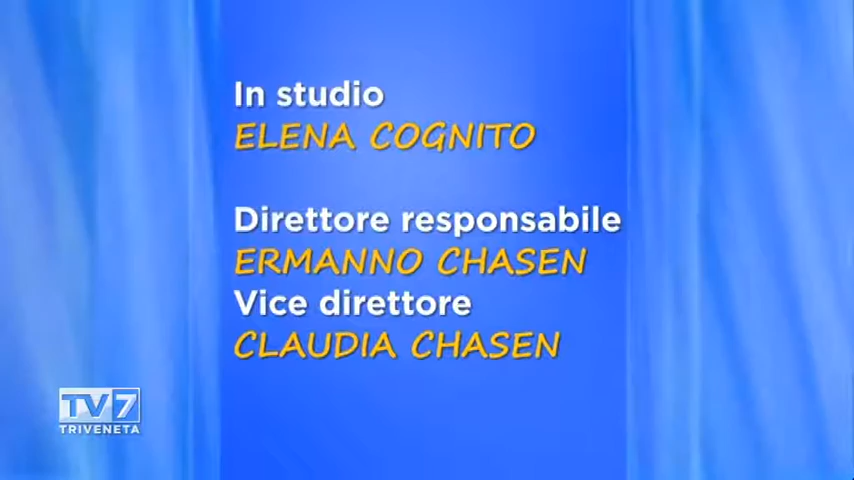 In studio
ELENA COGNITO
Direttore responsabile
ERMANNO CHASEN
Vice direttore
CLAUDIA CHASEN
TV7
TRIVENETA